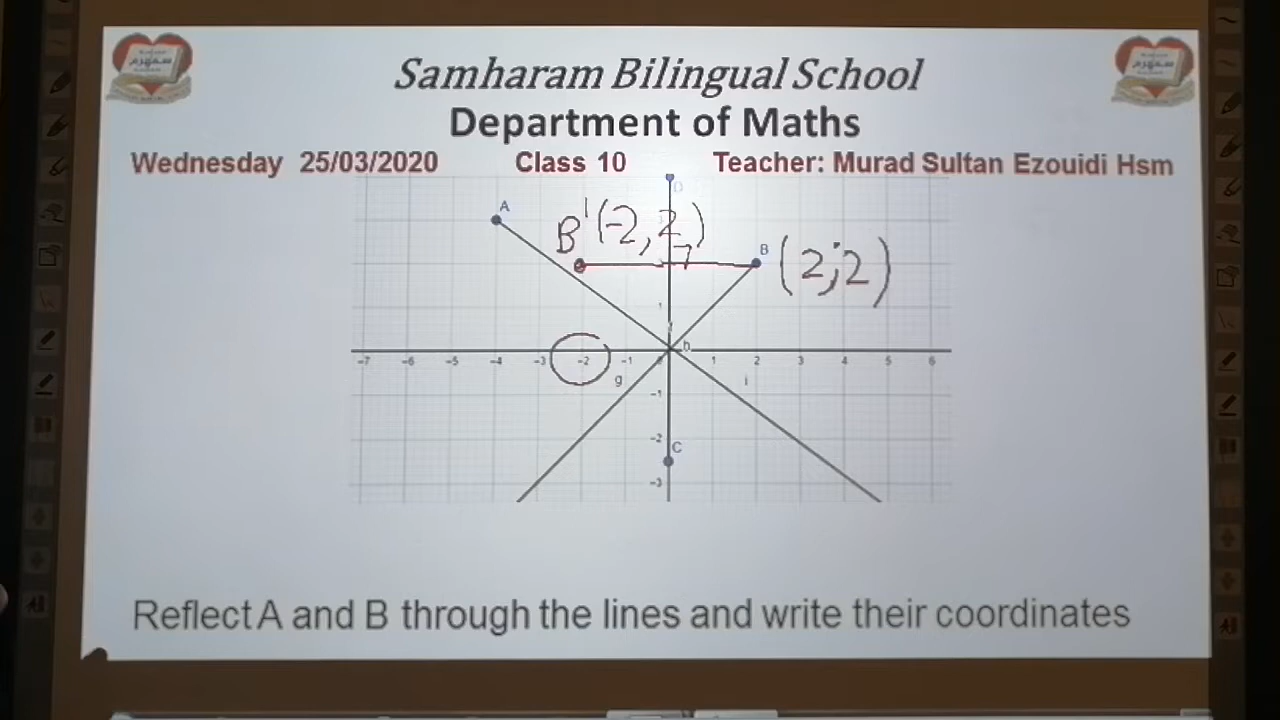 Samharam Bilingual School
Department of Maths
Wednesday 25/03/2020 Class 10 Teacher: Murad Sultan Ezouidi Hsm
D
A
B'(-2,2)
B (2;2)
1
h
-7 -6 -5 -4 -3 -2 -1 1 2 3 4 5 6
g i
-1
-2
C
-3
Reflect A and B through the lines and write their coordinates